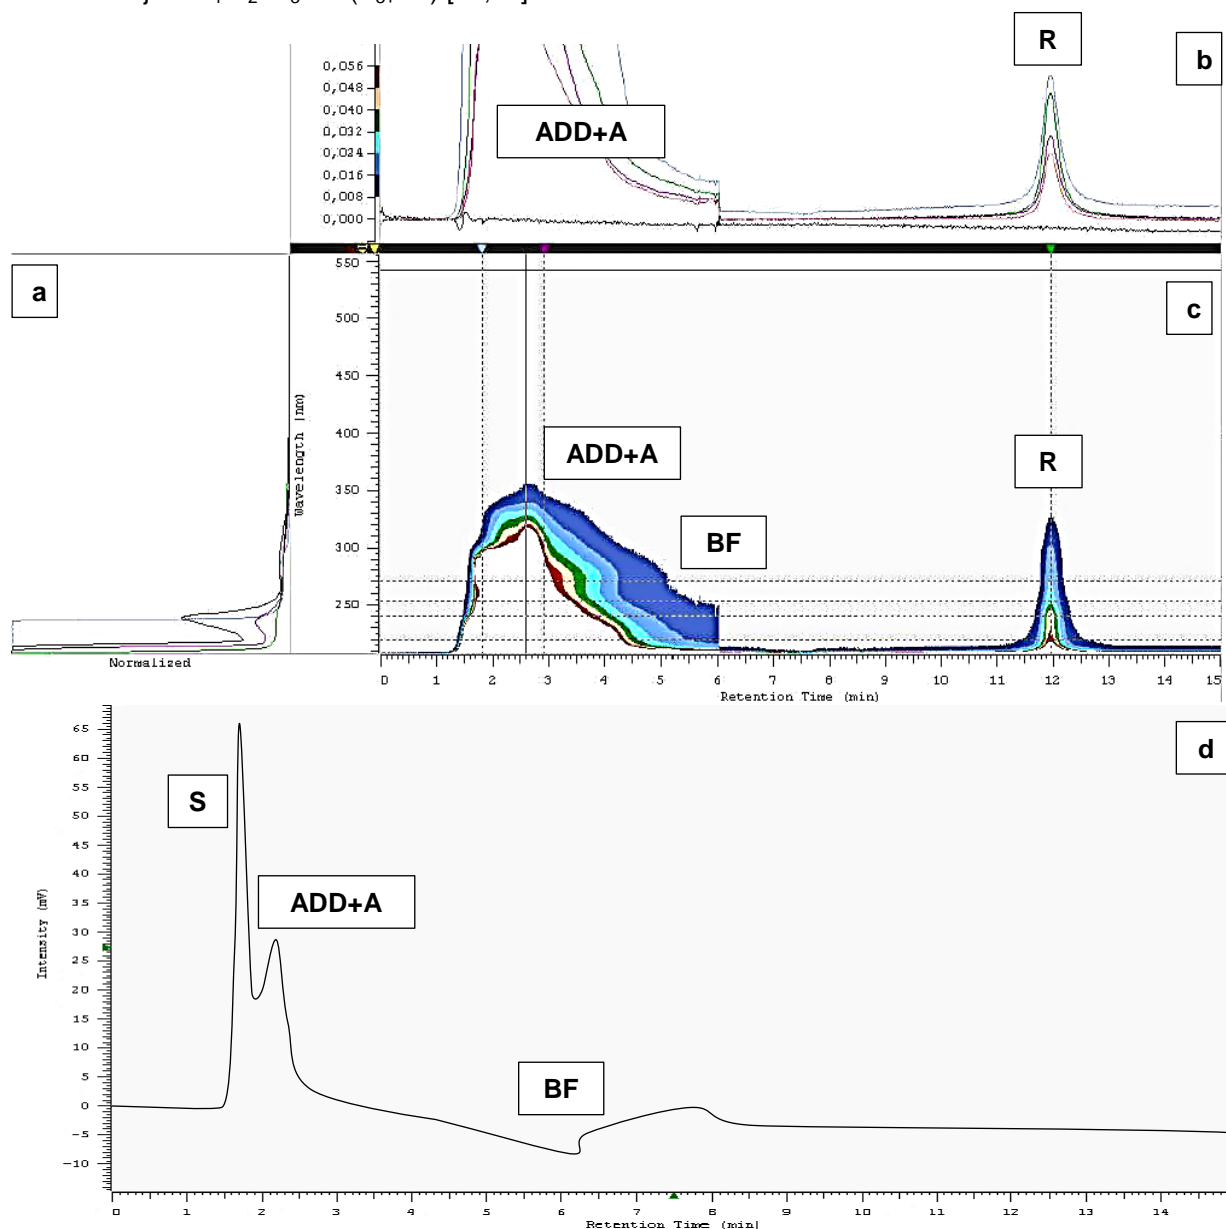 R
b
0,056
0,048
0,040
0,032
0,024
0,016
0,008
0,000
ADD+A
a
550
500
450
400
350
300
250
Wavelength (nm)
c
ADD+A
BF
R
Normalized
0 1 2 3 4 5 6 7 8 9 10 11 12 13 14 15
Retention Time (min)
d
65
60
55
50
45
40
35
30
25
20
15
10
5
0
-5
-10
Intensity (mV)
S
ADD+A
BF
0 1 2 3 4 5 6 7 8 9 10 11 12 13 14
Retention Time (min)